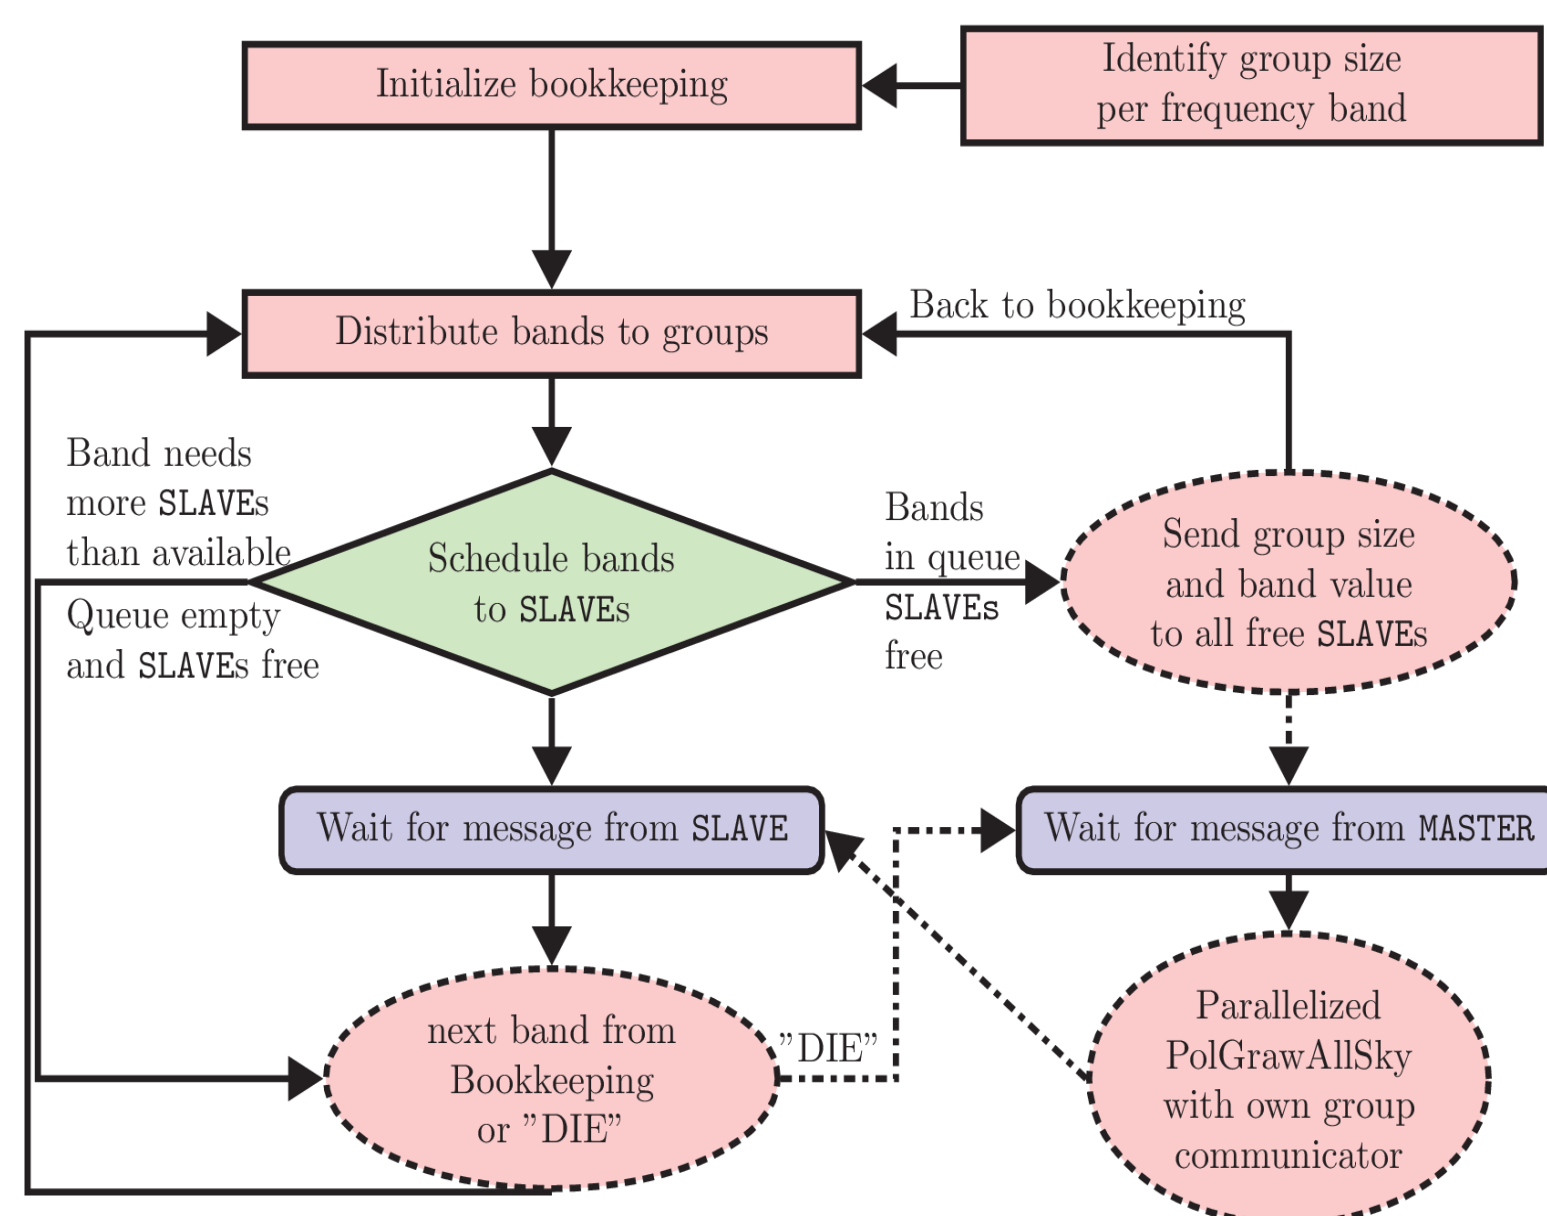 Initialize bookkeeping
Identify group size
per frequency band
Distribute bands to groups
Back to bookkeeping
Band needs
more SLAVEs
than available
Queue empty
and SLAVEs free
Schedule bands
to SLAVEs
Bands
in queue
SLAVEs
free
Send group size
and band value
to all free SLAVEs
Wait for message from SLAVE
Wait for message from MASTER
next band from
Bookkeeping
or "DIE"
"DIE"
Parallelized
PolGrawAllSky
with own group
communicator